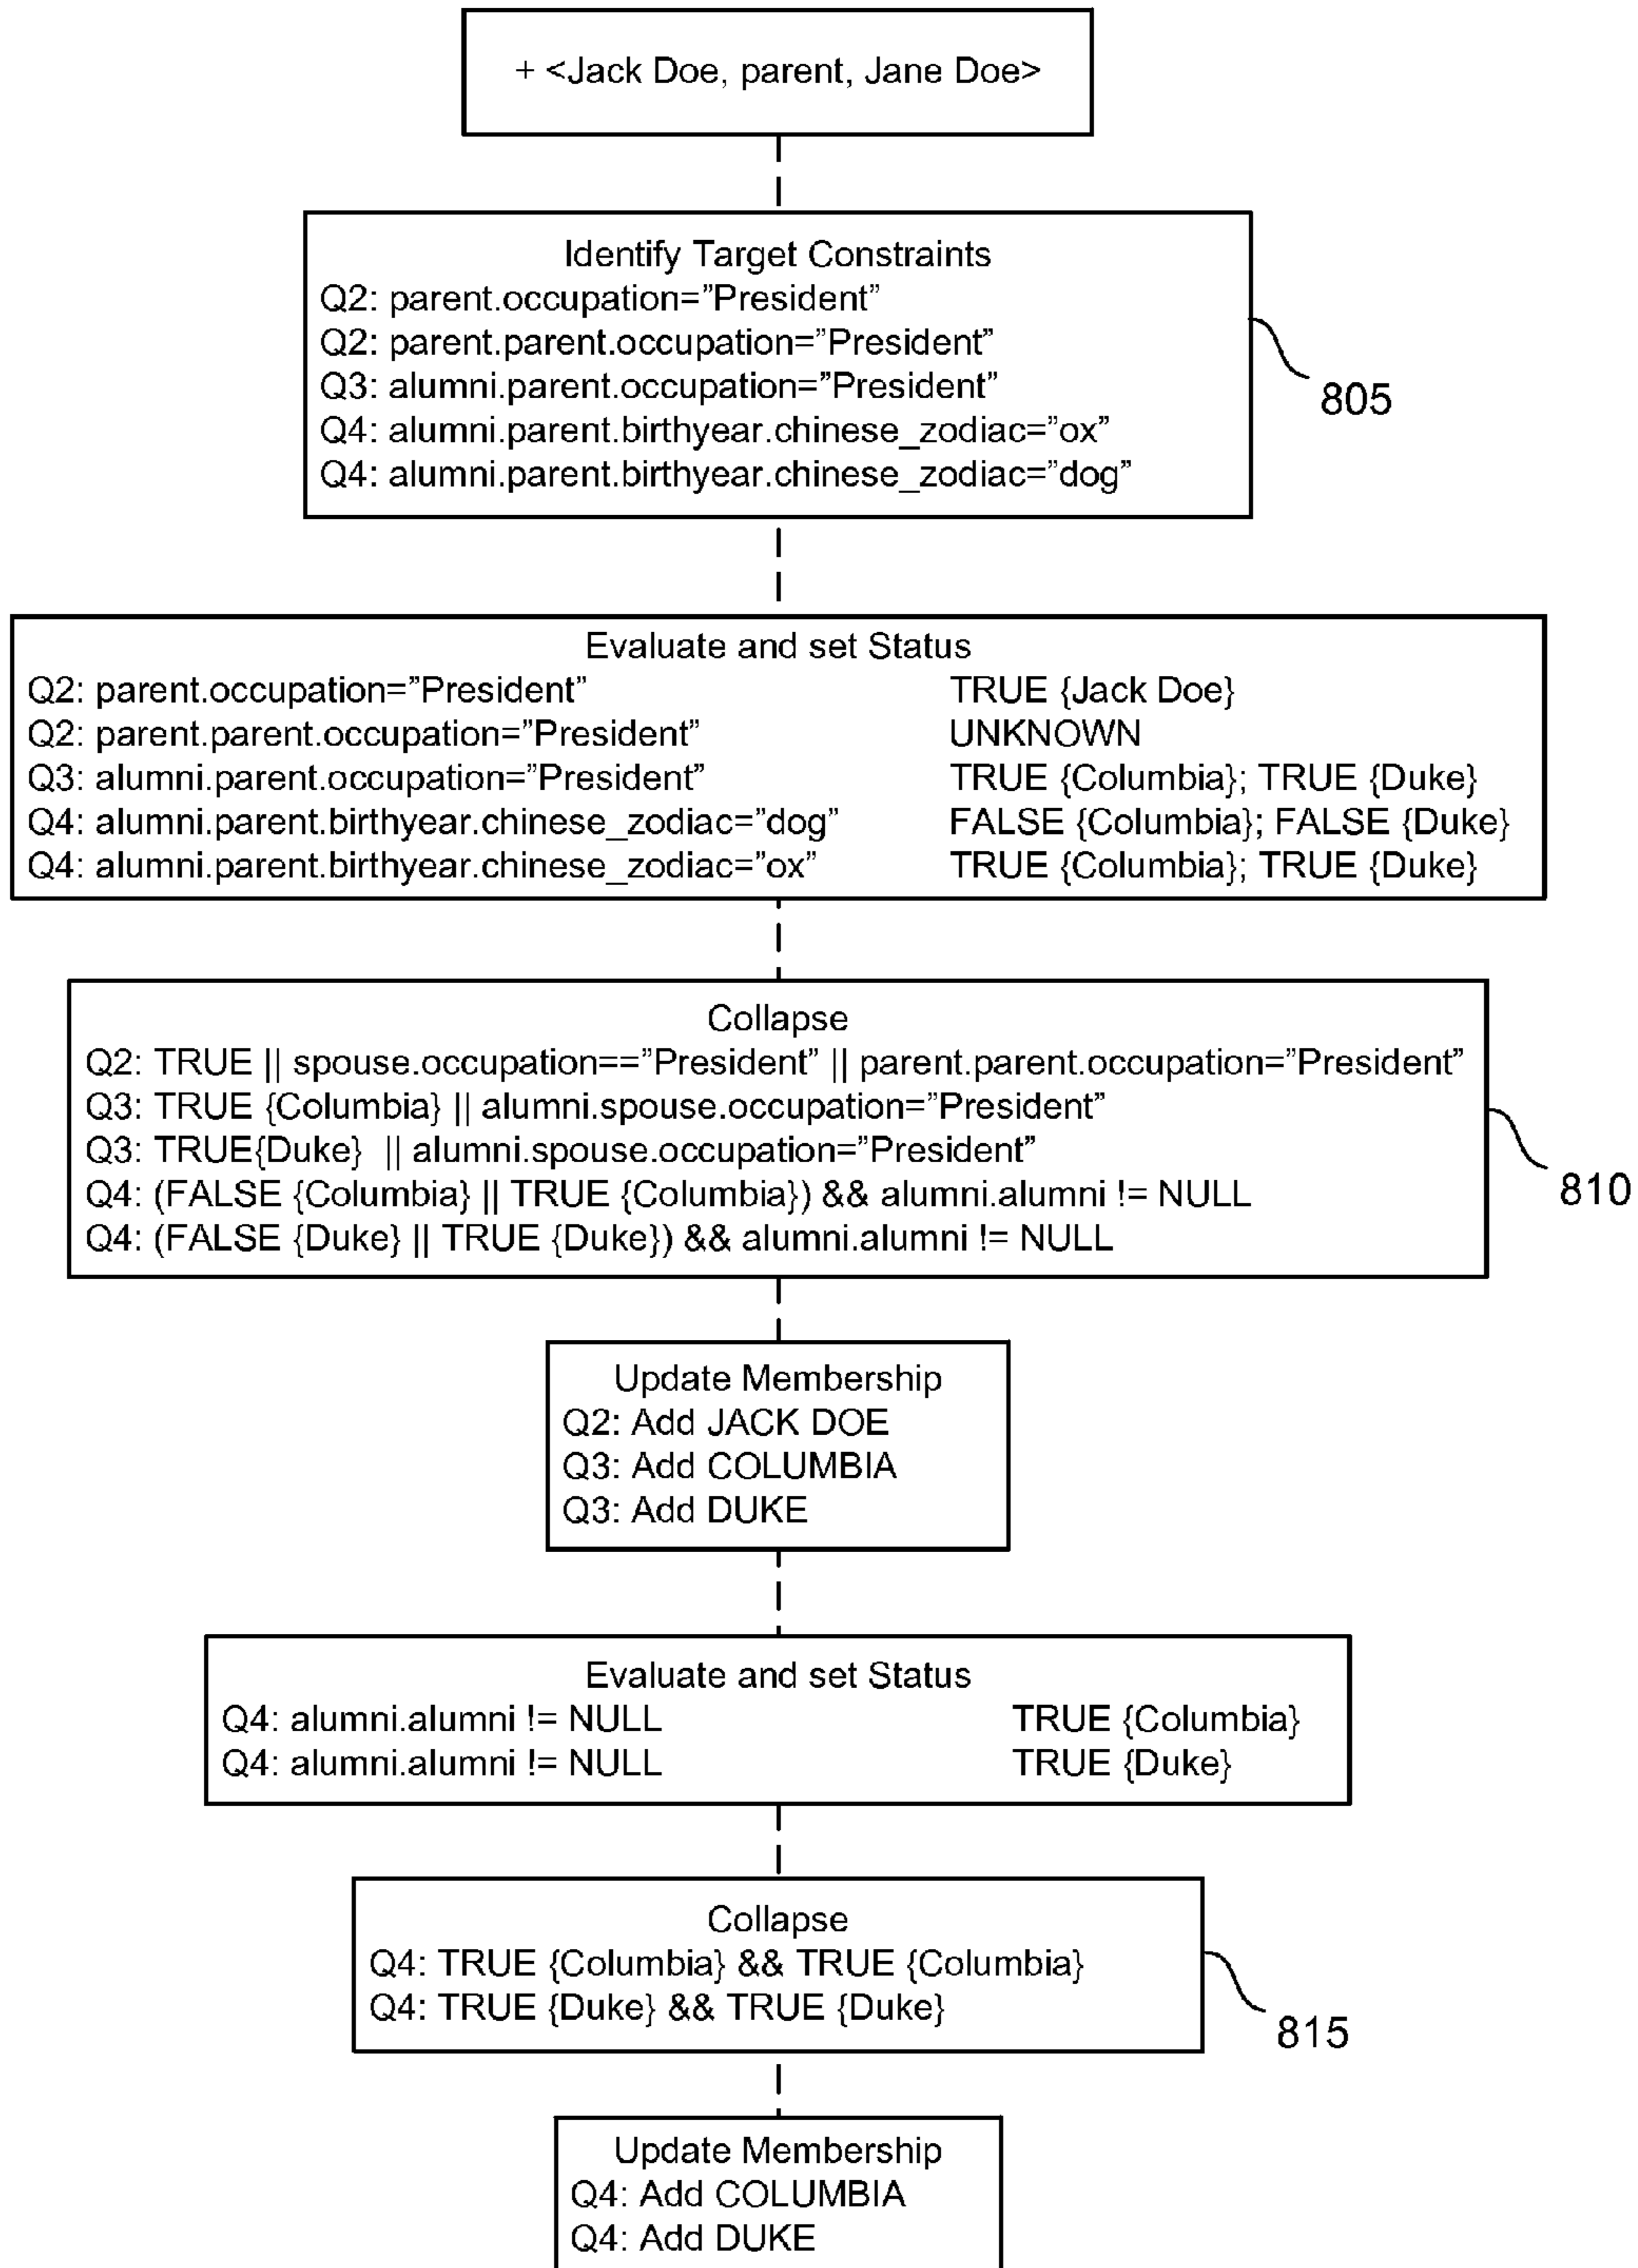 + <Jack Doe, parent, Jane Doe>
Identify Target Constraints
Q2: parent.occupation=”President”
Q2: parent.parent.occupation=”President”
Q3: alumni.parent.occupation=”President”
Q4: alumni.parent.birthyear.chinese_zodiac=”ox”
Q4: alumni.parent.birthyear.chinese_zodiac=”dog”
805
Evaluate and set Status
Q2: parent.occupation=”President” TRUE {Jack Doe}
Q2: parent.parent.occupation=”President” UNKNOWN
Q3: alumni.parent.occupation=”President” TRUE {Columbia}; TRUE {Duke}
Q4: alumni.parent.birthyear.chinese_zodiac=”dog” FALSE {Columbia}; FALSE {Duke}
Q4: alumni.parent.birthyear.chinese_zodiac=”ox” TRUE {Columbia}; TRUE {Duke}
Collapse
Q2: TRUE || spouse.occupation==”President” || parent.parent.occupation=”President”
Q3: TRUE {Columbia} || alumni.spouse.occupation=”President”
Q3: TRUE{Duke} || alumni.spouse.occupation=”President”
Q4: (FALSE {Columbia} || TRUE {Columbia}) && alumni.alumni != NULL
Q4: (FALSE {Duke} || TRUE {Duke}) && alumni.alumni != NULL
810
Update Membership
Q2: Add JACK DOE
Q3: Add COLUMBIA
Q3: Add DUKE
Evaluate and set Status
Q4: alumni.alumni != NULL TRUE {Columbia}
Q4: alumni.alumni != NULL TRUE {Duke}
Collapse
Q4: TRUE {Columbia} && TRUE {Columbia}
Q4: TRUE {Duke} && TRUE {Duke}
815
Update Membership
Q4: Add COLUMBIA
Q4: Add DUKE